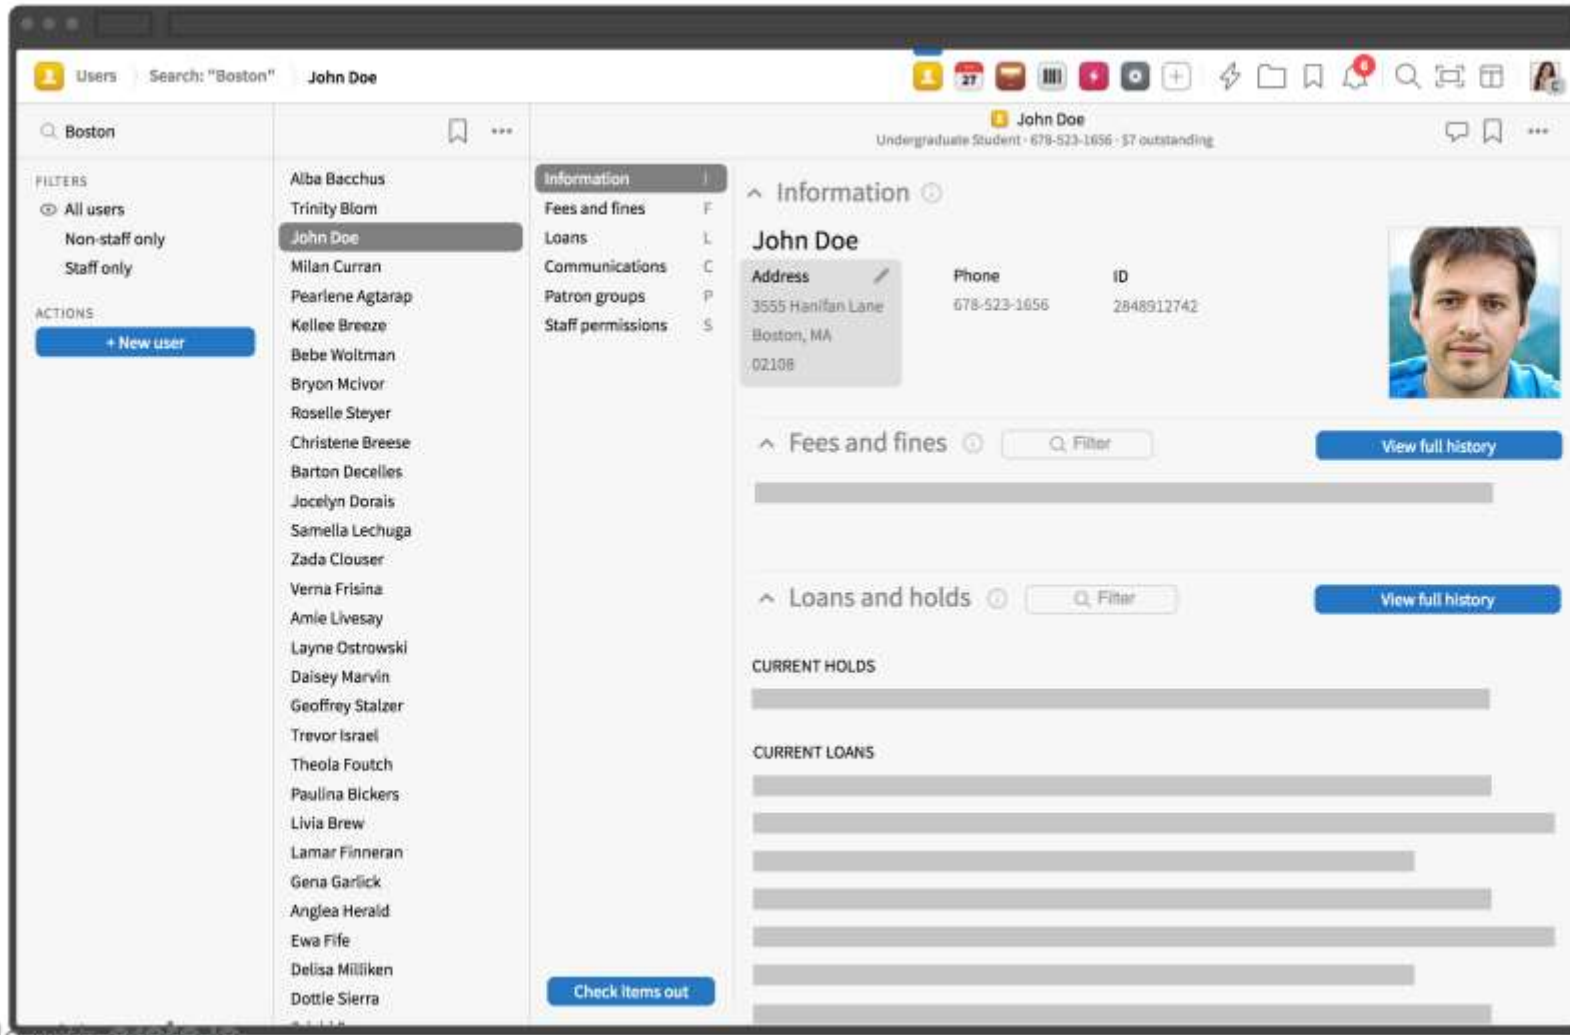 Users
Search: "Boston"
John Doe
27
6
Boston
John Doe
Undergraduate Student · 678-523-1656 · $7 outstanding
FILTERS
All users
Non-staff only
Staff only
ACTIONS
+ New user
Alba Bacchus
Trinity Blom
John Doe
Milan Curran
Pearlene Agtarap
Kellee Breeze
Bebe Woltman
Bryon Mcivor
Roselle Steyer
Christene Breese
Barton Decelles
Jocelyn Dorais
Samella Lechuga
Zada Clouser
Verna Frisina
Amie Livesay
Layne Ostrowski
Daisey Marvin
Geoffrey Stalzer
Trevor Israel
Theola Foutch
Paulina Bickers
Livia Brew
Lamar Finneran
Gena Garlick
Anglea Herald
Ewa Fife
Delisa Milliken
Dottie Sierra
Information I
Fees and fines F
Loans L
Communications C
Patron groups P
Staff permissions S
Check items out
Information
John Doe
Address
3555 Hanifan Lane
Boston, MA
02108
Phone
678-523-1656
ID
2848912742
Fees and fines
Filter
View full history
Loans and holds
Filter
View full history
CURRENT HOLDS
CURRENT LOANS